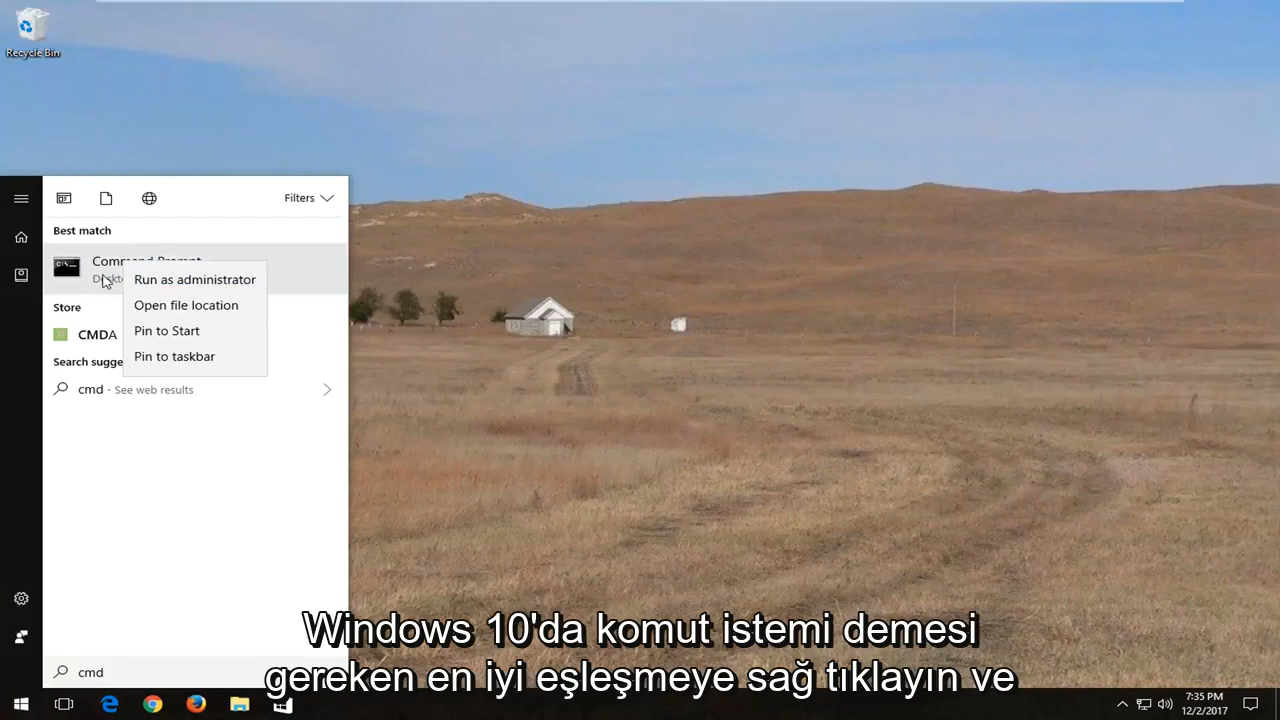 Recycle Bin
Filters
Best match
Command Prompt
Run as administrator
Store
Open file location
CMDA
Pin to Start
Pin to taskbar
cmd - See web results
cmd
Windows 10'da komut istemi demesi
gereken en iyi eşleşmeye sağ tıklayın ve
7:35 PM
12/2/2017